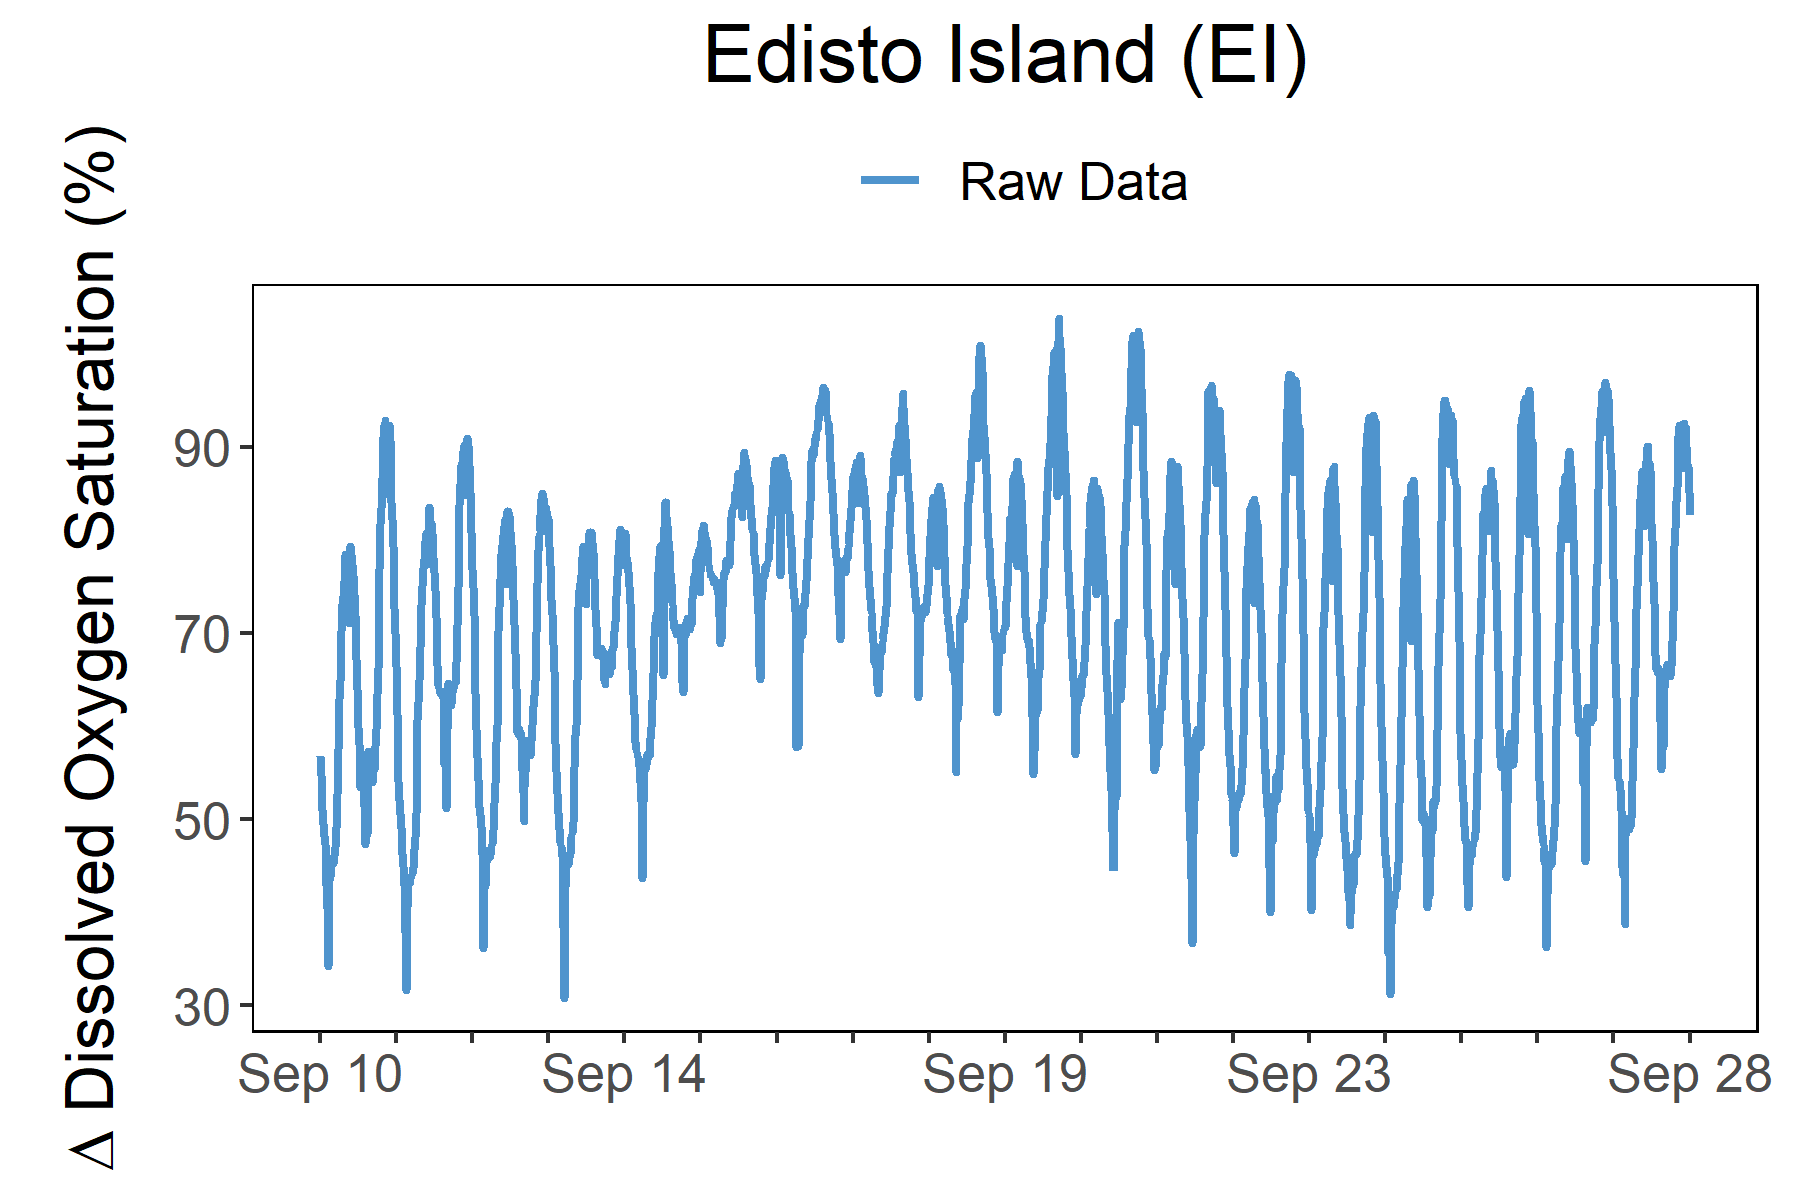 Edisto Island (EI)
Raw Data
Δ Dissolved Oxygen Saturation (%)
90
70
50
30
Sep 10 Sep 14 Sep 19 Sep 23 Sep 28